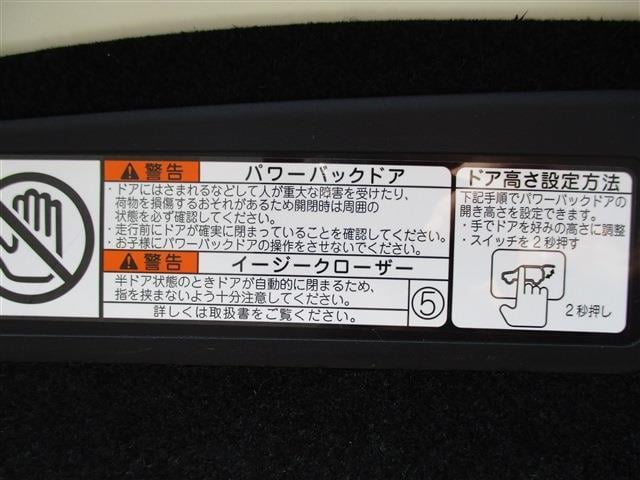 警告 パワーバックドア
・ドアにはさまれるなどして人が重大な障害を受けたり、
荷物を損傷するおそれがあるため開閉時は周囲の
状態を必ず確認してください。
・走行前にドアが確実に閉まっていることを確認してください。
・お子様にパワーバックドアの操作をさせないでください。
警告 イージークローザー
半ドア状態のときドアが自動的に閉まるため、
指を挟まないよう十分注意してください。
詳しくは取扱書をご覧ください。
⑤
ドア高さ設定方法
下記手順でパワーバックドアの
開き高さを設定できます。
・手でドアを好みの高さに調整
・スイッチを2秒押す
2秒押し